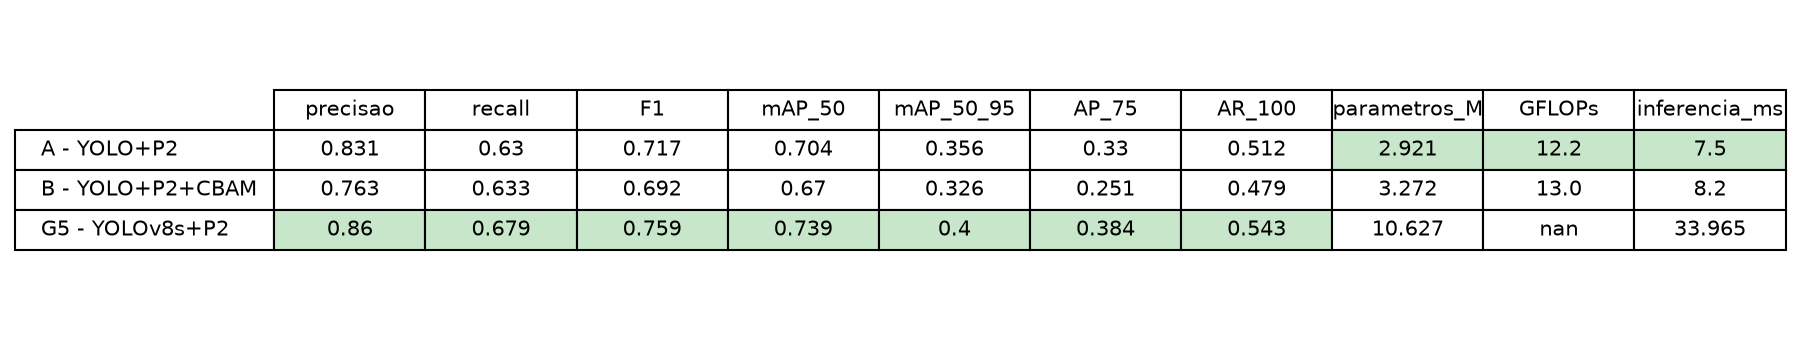 precisao recall F1 mAP_50 mAP_50_95 AP_75 AR_100 parametros_M GFLOPs inferencia_ms
A - YOLO+P2 0.831 0.63 0.717 0.704 0.356 0.33 0.512 2.921 12.2 7.5
B - YOLO+P2+CBAM 0.763 0.633 0.692 0.67 0.326 0.251 0.479 3.272 13.0 8.2
G5 - YOLOv8s+P2 0.86 0.679 0.759 0.739 0.4 0.384 0.543 10.627 nan 33.965